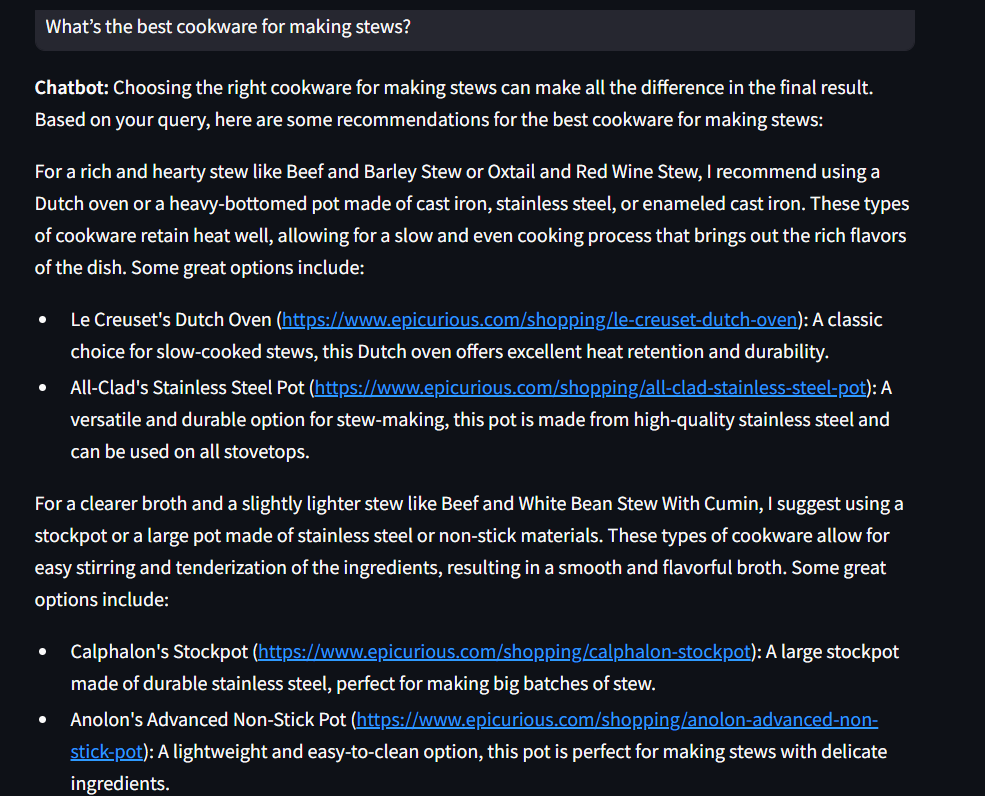 What’s the best cookware for making stews?
Chatbot: Choosing the right cookware for making stews can make all the difference in the final result.
Based on your query, here are some recommendations for the best cookware for making stews:
For a rich and hearty stew like Beef and Barley Stew or Oxtail and Red Wine Stew, I recommend using a
Dutch oven or a heavy-bottomed pot made of cast iron, stainless steel, or enameled cast iron. These types
of cookware retain heat well, allowing for a slow and even cooking process that brings out the rich flavors
of the dish. Some great options include:
• Le Creuset's Dutch Oven (https://www.epicurious.com/shopping/le-creuset-dutch-oven): A classic
choice for slow-cooked stews, this Dutch oven offers excellent heat retention and durability.
• All-Clad's Stainless Steel Pot (https://www.epicurious.com/shopping/all-clad-stainless-steel-pot): A
versatile and durable option for stew-making, this pot is made from high-quality stainless steel and
can be used on all stovetops.
For a clearer broth and a slightly lighter stew like Beef and White Bean Stew With Cumin, I suggest using a
stockpot or a large pot made of stainless steel or non-stick materials. These types of cookware allow for
easy stirring and tenderization of the ingredients, resulting in a smooth and flavorful broth. Some great
options include:
• Calphalon's Stockpot (https://www.epicurious.com/shopping/calphalon-stockpot): A large stockpot
made of durable stainless steel, perfect for making big batches of stew.
• Anolon's Advanced Non-Stick Pot (https://www.epicurious.com/shopping/anolon-advanced-non-
stick-pot): A lightweight and easy-to-clean option, this pot is perfect for making stews with delicate
ingredients.